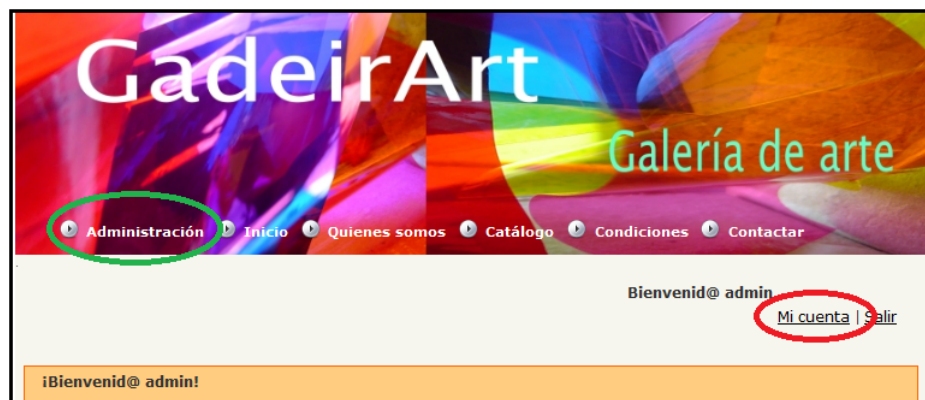 GadeirArt
Galería de arte
Administración Inicio Quienes somos Catálogo Condiciones Contactar
Bienvenid@ admin
Mi cuenta | Salir
¡Bienvenid@ admin!